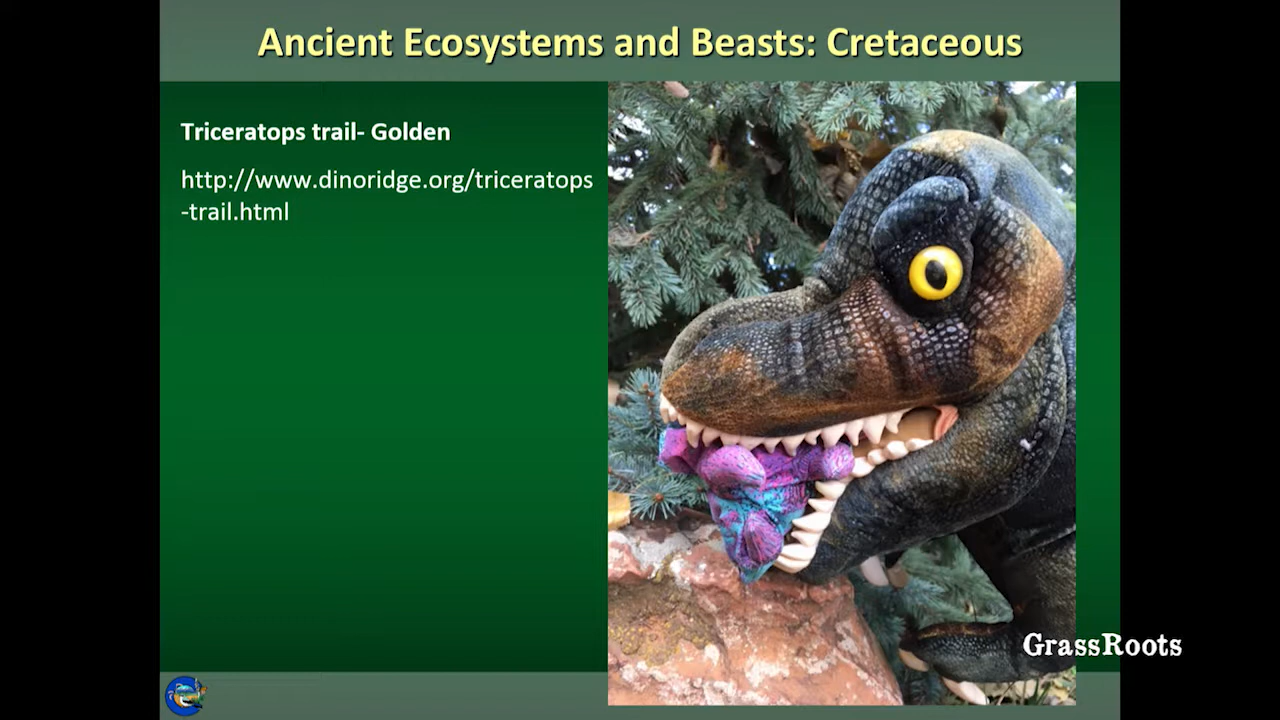 Ancient Ecosystems and Beasts: Cretaceous
Triceratops trail- Golden
http://www.dinoridge.org/triceratops
-trail.html
GrassRoots